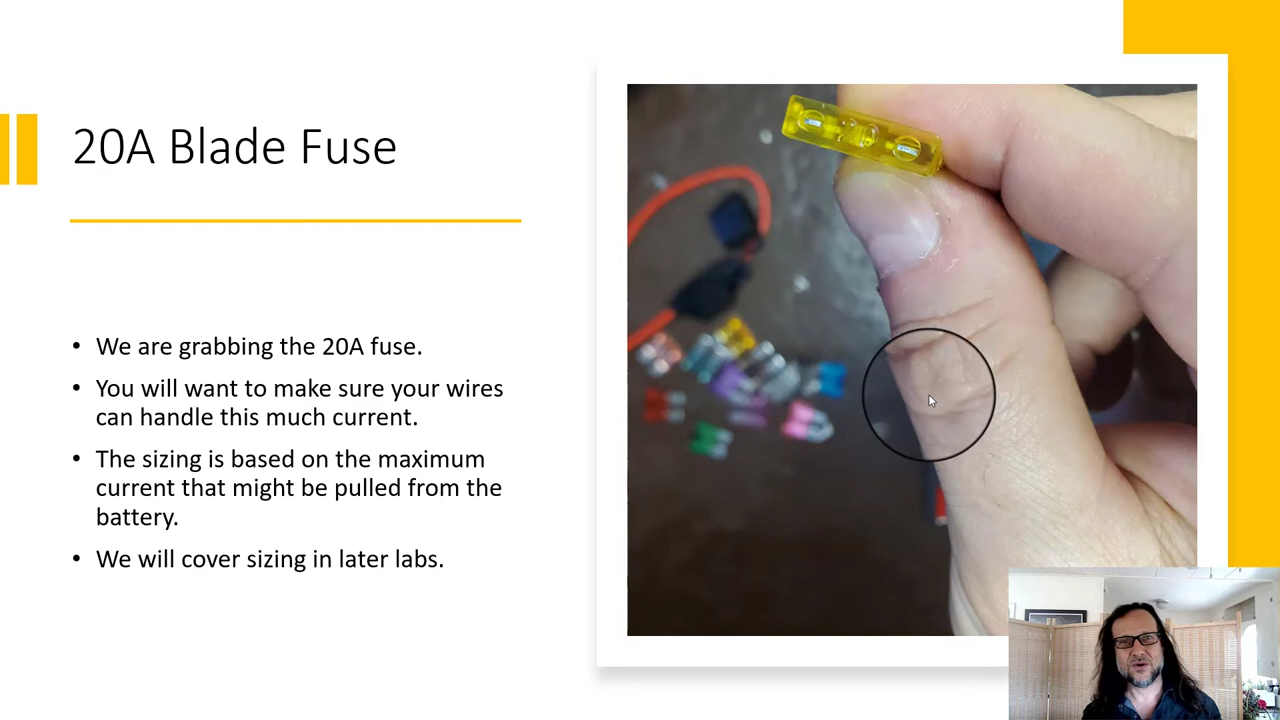 20A Blade Fuse
• We are grabbing the 20A fuse.
• You will want to make sure your wires
can handle this much current.
• The sizing is based on the maximum
current that might be pulled from the
battery.
• We will cover sizing in later labs.